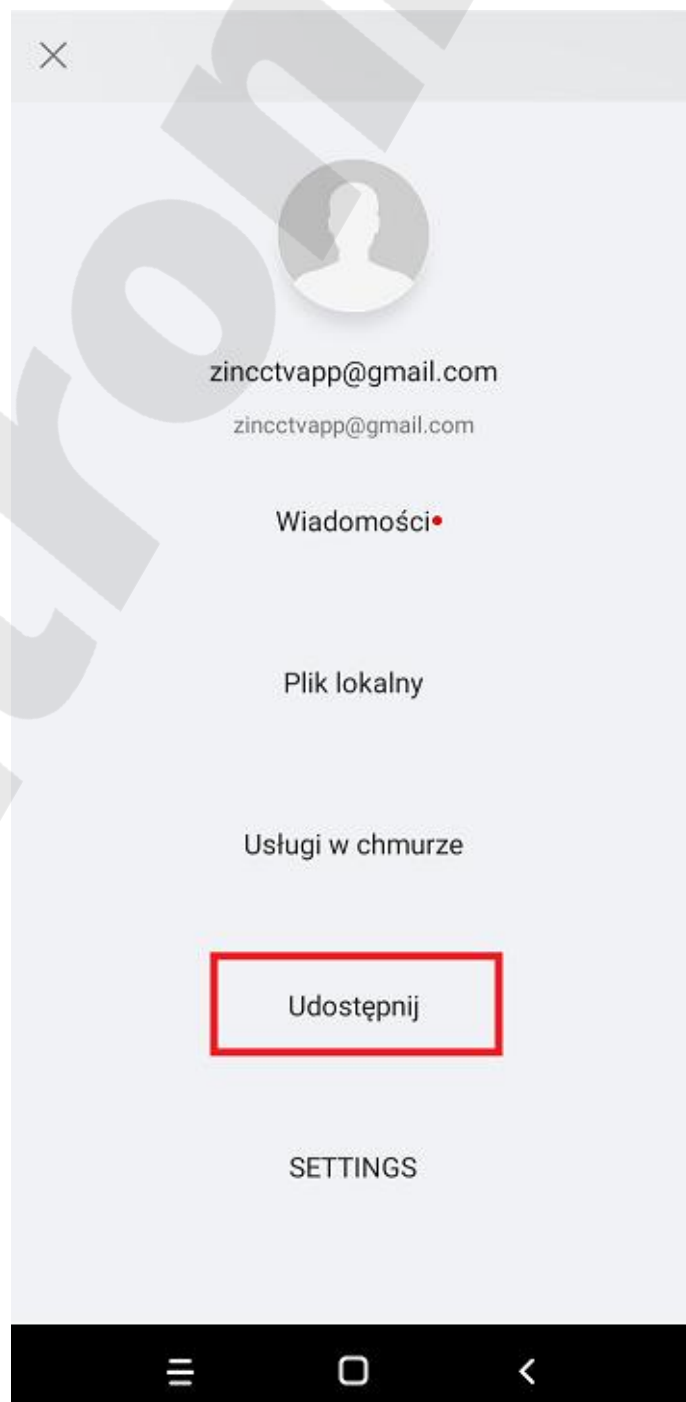 zincctvapp@gmail.com
zincctvapp@gmail.com
Wiadomości
Plik lokalny
Usługi w chmurze
Udostępnij
SETTINGS